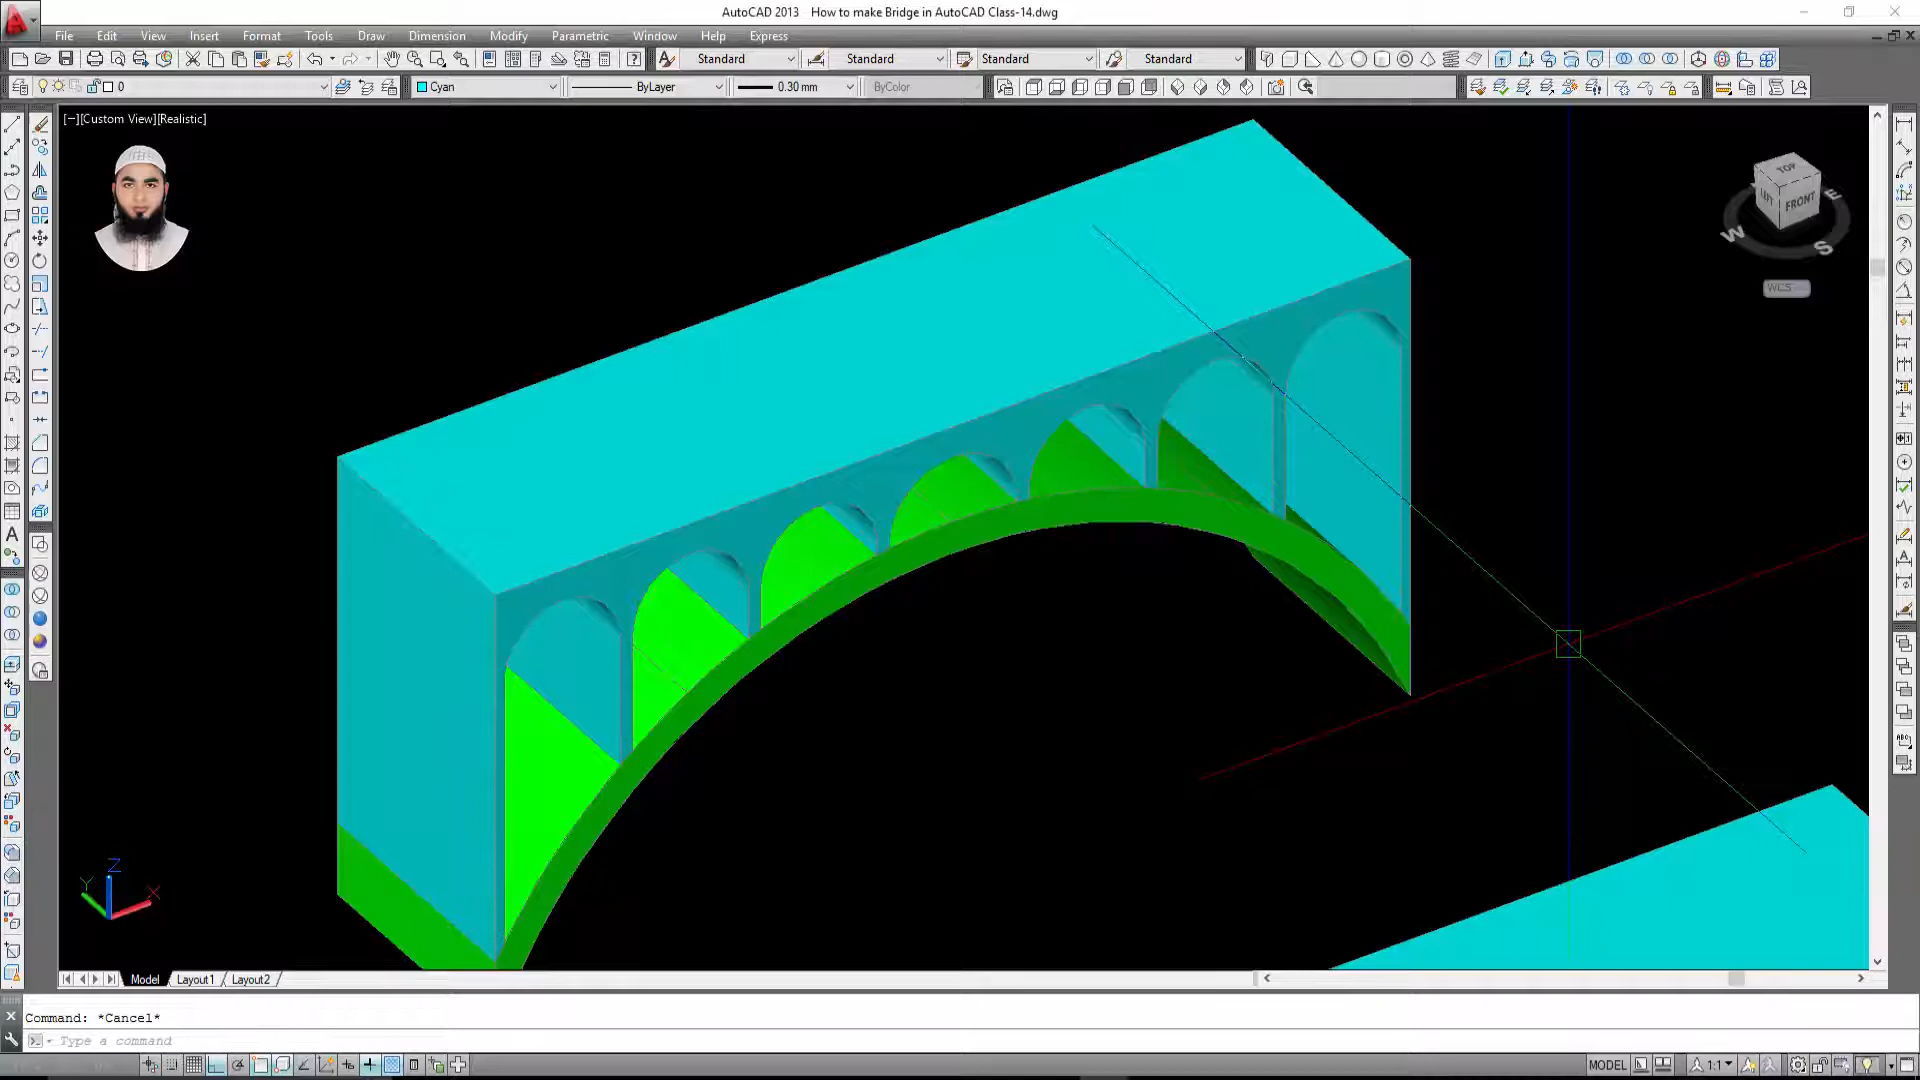 AutoCAD 2013 How to make Bridge in AutoCAD Class-14.dwg
File Edit View Insert Format Tools Draw Dimension Modify Parametric Window Help Express
Standard Standard Standard Standard
0 Cyan ByLayer 0.30 mm ByColor
[−][Custom View][Realistic]
TOP
LEFT FRONT
W S E
WCS
Z
Y X
Model Layout1 Layout2
Command: *Cancel*
Type a command
MODEL 1:1